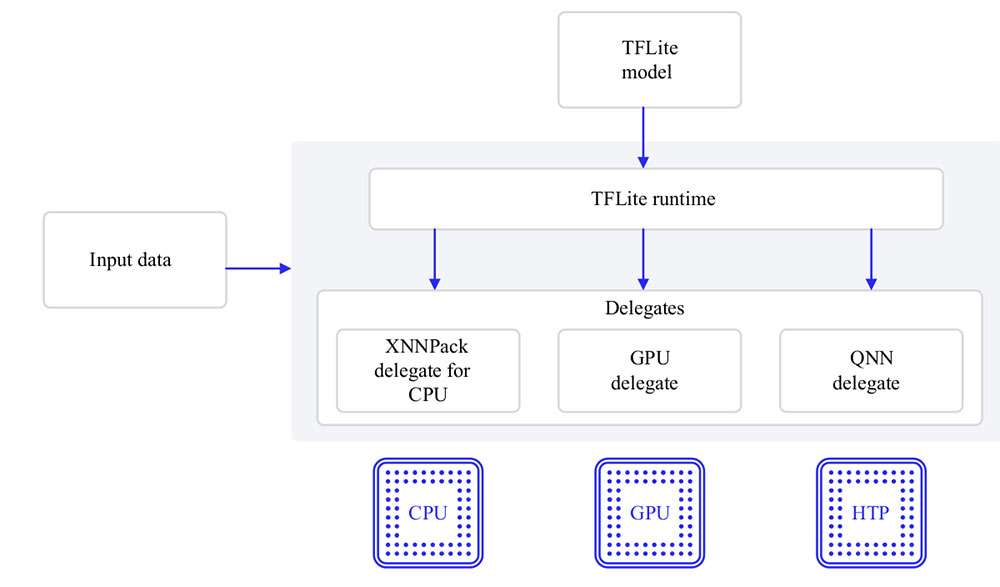 TFLite
model
TFLite runtime
Input data
Delegates
XNNPack
delegate for
CPU
GPU
delegate
QNN
delegate
CPU
GPU
HTP